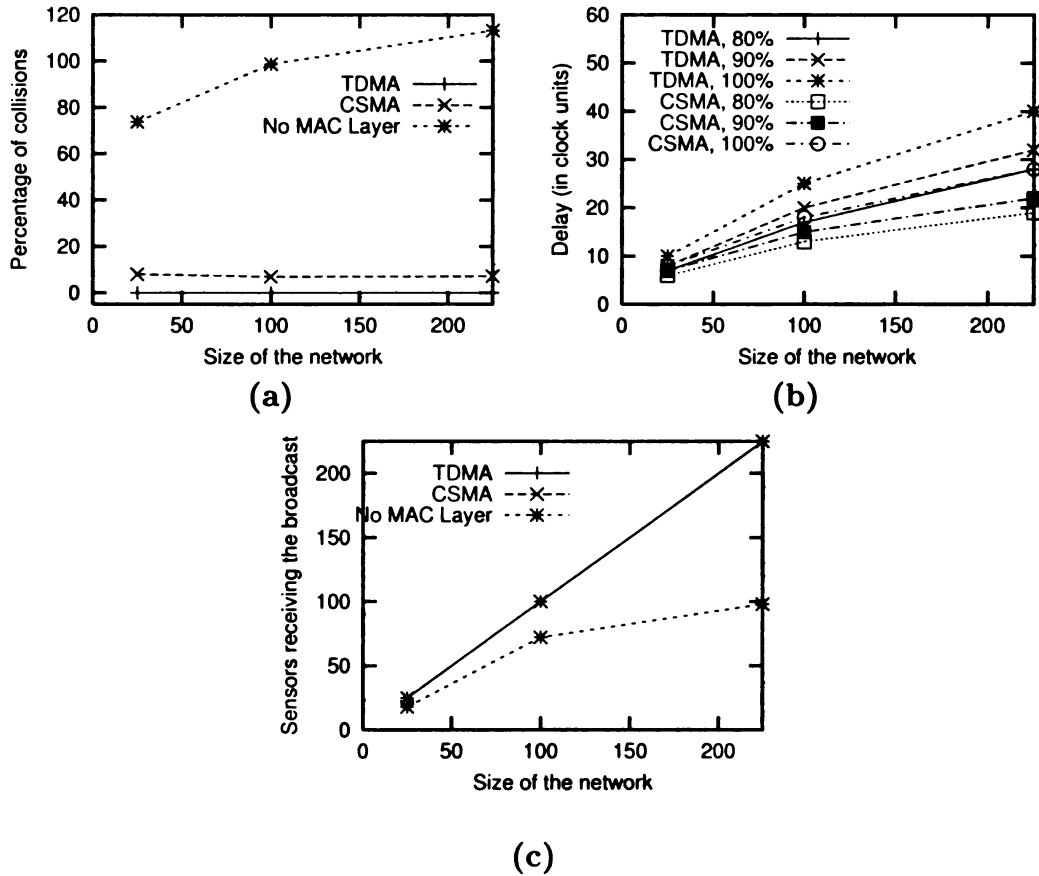 Percentage of collisions
120
100
80
60
40
20
0
TDMA
CSMA
No MAC Layer
0 50 100 150 200
Size of the network
(a)
Delay (in clock units)
60
50
40
30
20
10
0
TDMA, 80%
TDMA, 90%
TDMA, 100%
CSMA, 80%
CSMA, 90%
CSMA, 100%
0 50 100 150 200
Size of the network
(b)
Sensors receiving the broadcast
200
150
100
50
0
TDMA
CSMA
No MAC Layer
0 50 100 150 200
Size of the network
(c)